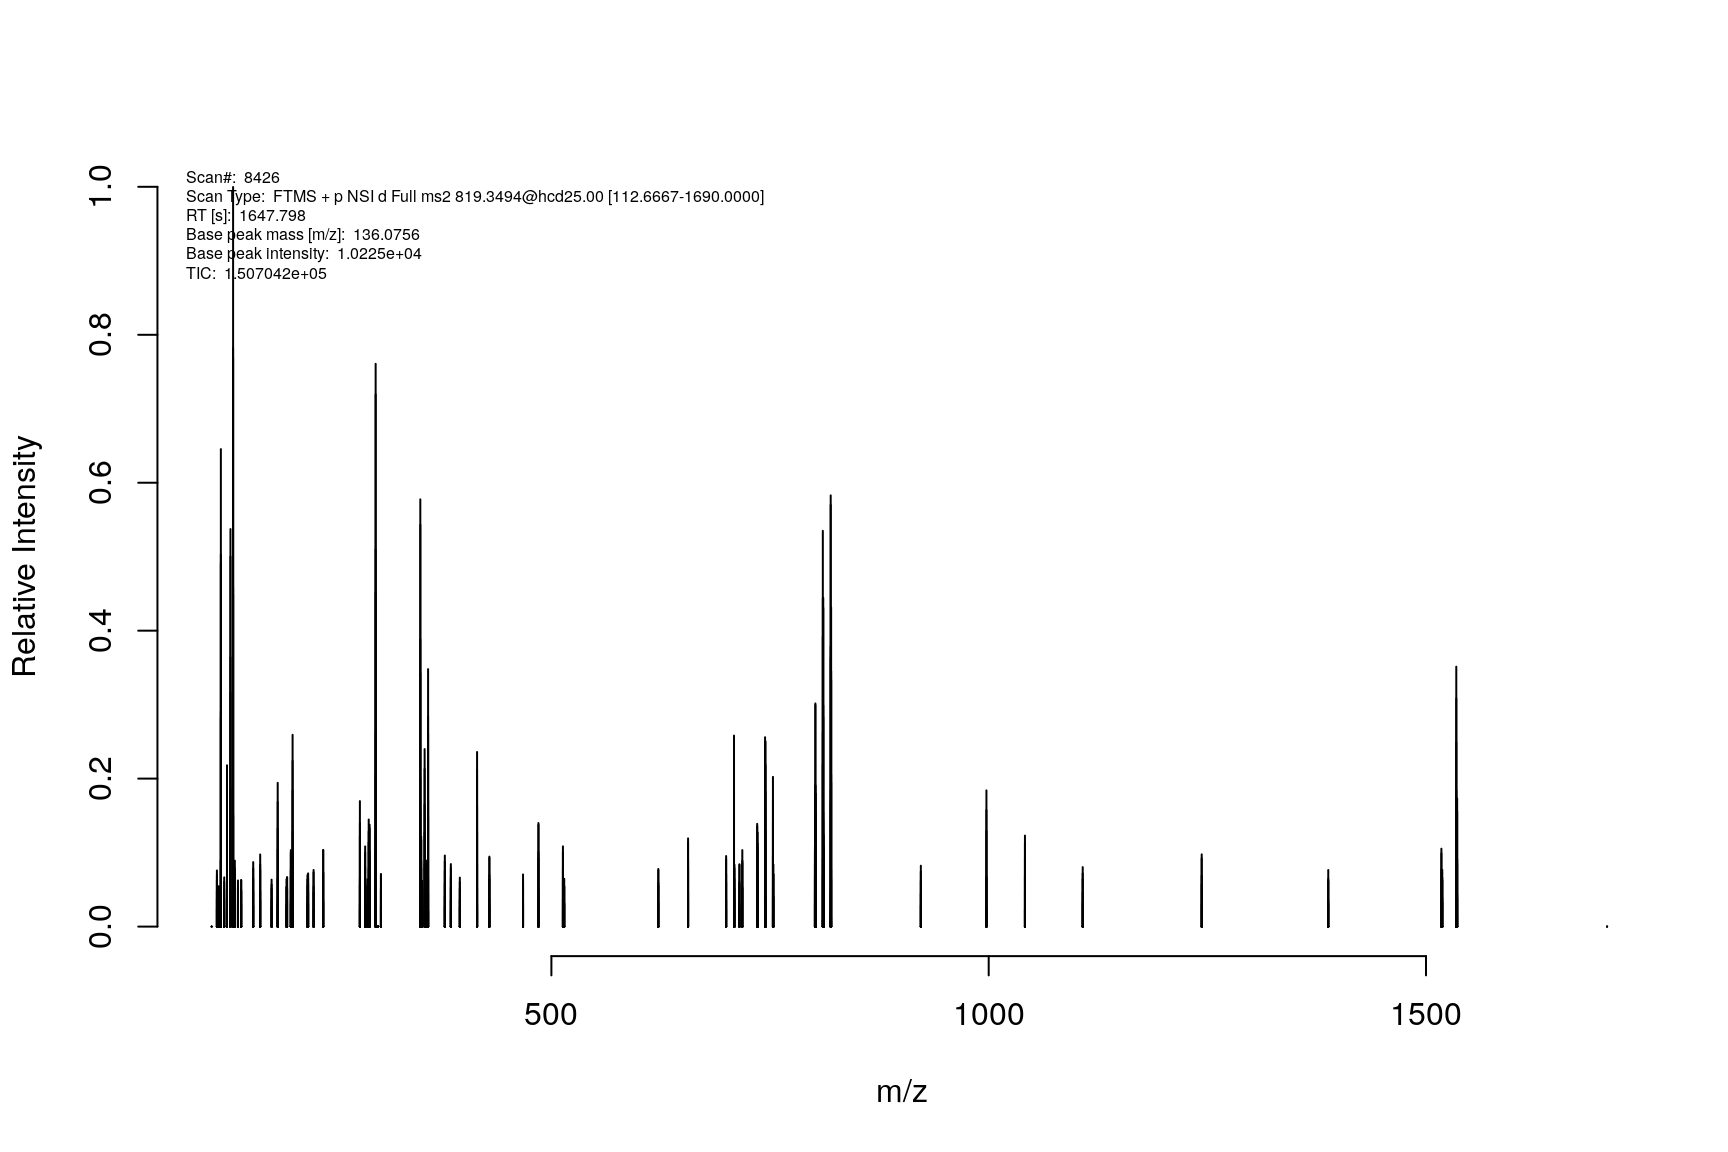 Scan#: 8426
Scan Type: FTMS + p NSI d Full ms2 819.3494@hcd25.00 [112.6667-1690.0000]
RT [s]: 1647.798
Base peak mass [m/z]: 136.0756
Base peak intensity: 1.0225e+04
TIC: 1.507042e+05
1.0
0.8
0.6
0.4
0.2
0.0
Relative Intensity
500 1000 1500
m/z